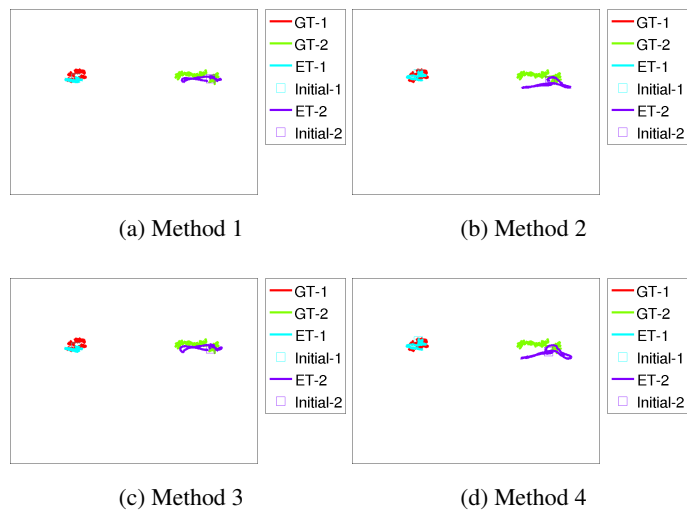 GT-1
GT-2
ET-1
Initial-1
ET-2
Initial-2
(a) Method 1
GT-1
GT-2
ET-1
Initial-1
ET-2
Initial-2
(b) Method 2
GT-1
GT-2
ET-1
Initial-1
ET-2
Initial-2
(c) Method 3
GT-1
GT-2
ET-1
Initial-1
ET-2
Initial-2
(d) Method 4